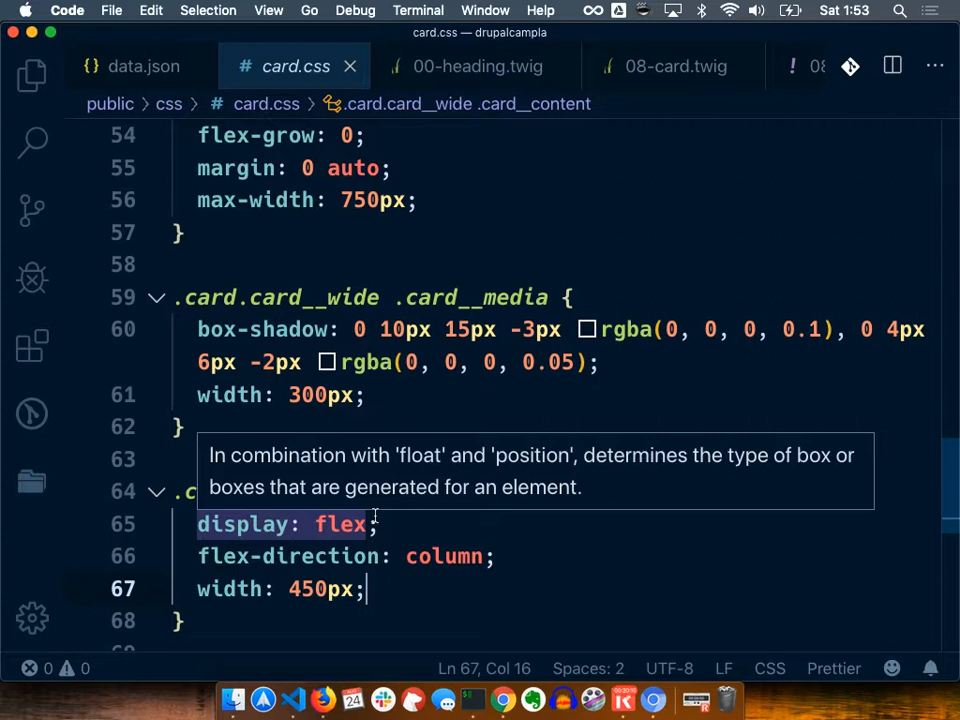 Code File Edit Selection View Go Debug Terminal Window Help Sat 1:53
card.css — drupalcampla
{} data.json # card.css 00-heading.twig 08-card.twig ! 08
public > css > # card.css > .card.card__wide .card__content
54 flex-grow: 0;
55 margin: 0 auto;
56 max-width: 750px;
57 }
58
59 .card.card__wide .card__media {
60 box-shadow: 0 10px 15px -3px rgba(0, 0, 0, 0.1), 0 4px
6px -2px rgba(0, 0, 0, 0.05);
61 width: 300px;
62 }
63
In combination with 'float' and 'position', determines the type of box or
boxes that are generated for an element.
64 .c
65 display: flex;
66 flex-direction: column;
67 width: 450px;
68 }
0 0 Ln 67, Col 16 Spaces: 2 UTF-8 LF CSS Prettier
24